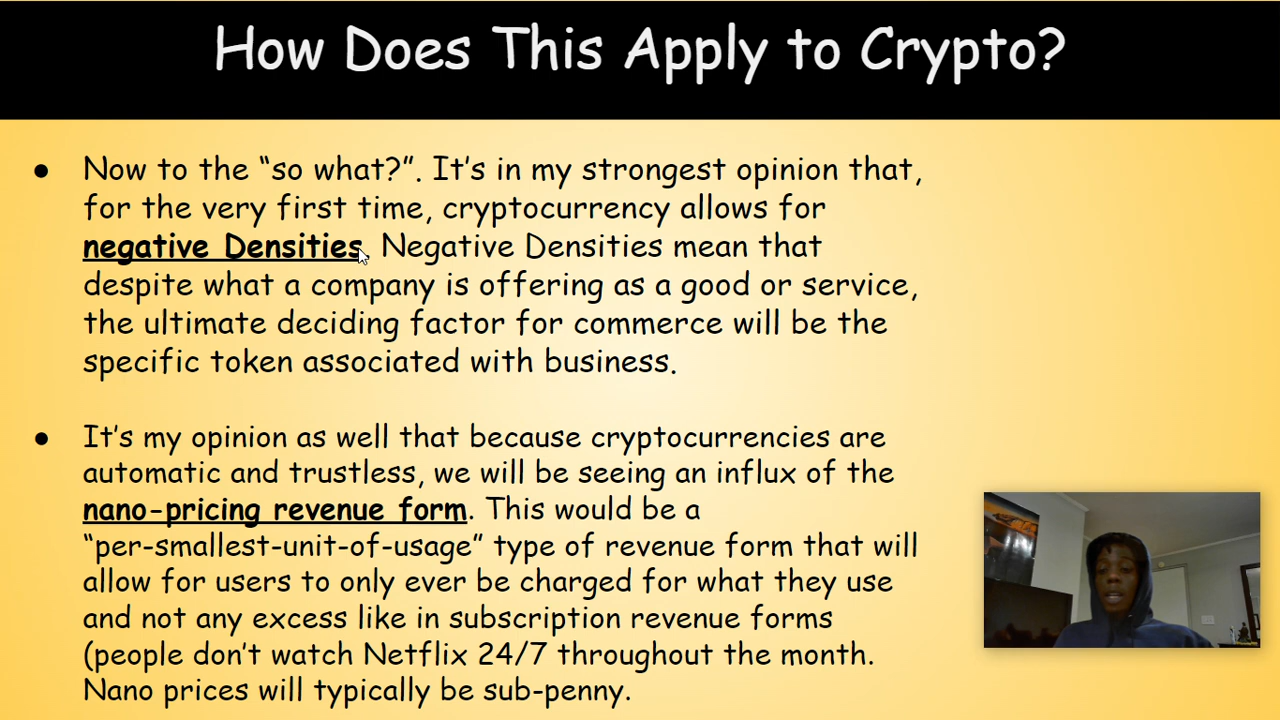 How Does This Apply to Crypto?
● Now to the “so what?”. It’s in my strongest opinion that,
for the very first time, cryptocurrency allows for
negative Densities. Negative Densities mean that
despite what a company is offering as a good or service,
the ultimate deciding factor for commerce will be the
specific token associated with business.
● It’s my opinion as well that because cryptocurrencies are
automatic and trustless, we will be seeing an influx of the
nano-pricing revenue form. This would be a
“per-smallest-unit-of-usage” type of revenue form that will
allow for users to only ever be charged for what they use
and not any excess like in subscription revenue forms
(people don’t watch Netflix 24/7 throughout the month.
Nano prices will typically be sub-penny.